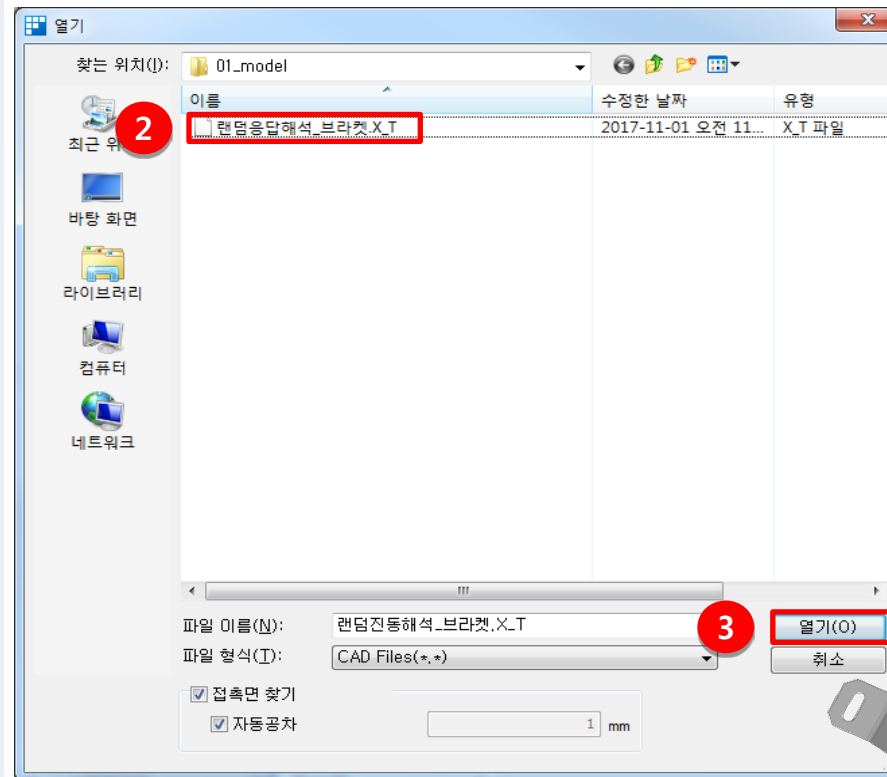 열기
찾는 위치(I):
01_model
이름
수정한 날짜
유형
2
랜덤응답해석_브라켓.X_T
2017-11-01 오전 11...
X_T 파일
최근 위
바탕 화면
라이브러리
컴퓨터
네트워크
파일 이름(N):
랜덤진동해석_브라켓.X_T
3
열기(O)
파일 형식(T):
CAD Files(*.*)
취소
접촉면 찾기
자동공차
1 mm